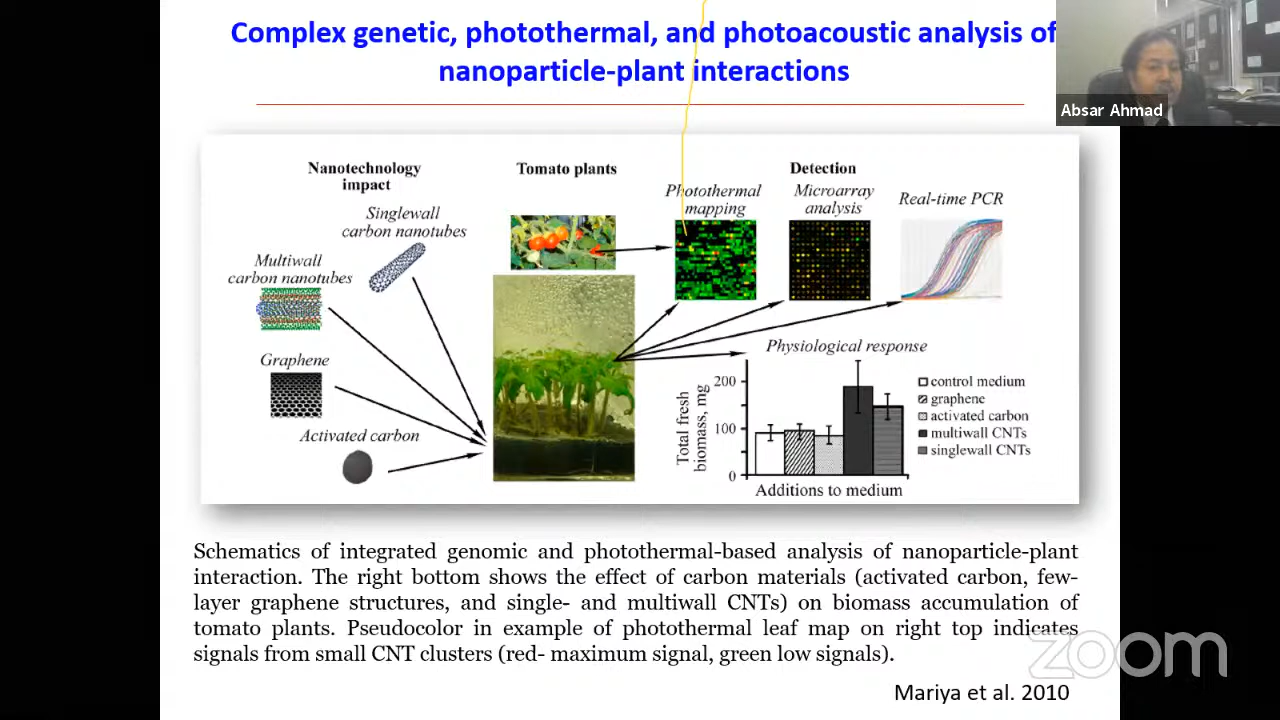 Complex genetic, photothermal, and photoacoustic analysis of
nanoparticle-plant interactions
Absar Ahmad
Nanotechnology
impact
Tomato plants
Detection
Singlewall
carbon nanotubes
Multiwall
carbon nanotubes
Graphene
Activated carbon
Photothermal
mapping
Microarray
analysis
Real-time PCR
Physiological response
Total fresh
biomass, mg
200
100
0
Additions to medium
control medium
graphene
activated carbon
multiwall CNTs
singlewall CNTs
Schematics of integrated genomic and photothermal-based analysis of nanoparticle-plant
interaction. The right bottom shows the effect of carbon materials (activated carbon, few-
layer graphene structures, and single- and multiwall CNTs) on biomass accumulation of
tomato plants. Pseudocolor in example of photothermal leaf map on right top indicates
signals from small CNT clusters (red- maximum signal, green low signals).
zoom
Mariya et al. 2010